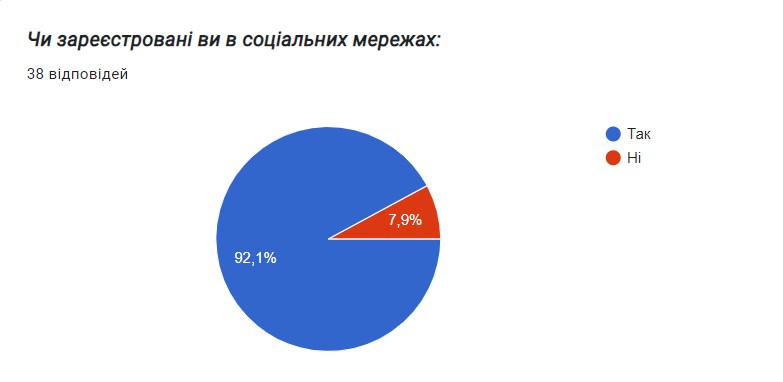 Чи зареєстровані ви в соціальних мережах:
38 відповідей
Так
Ні
7,9%
92,1%